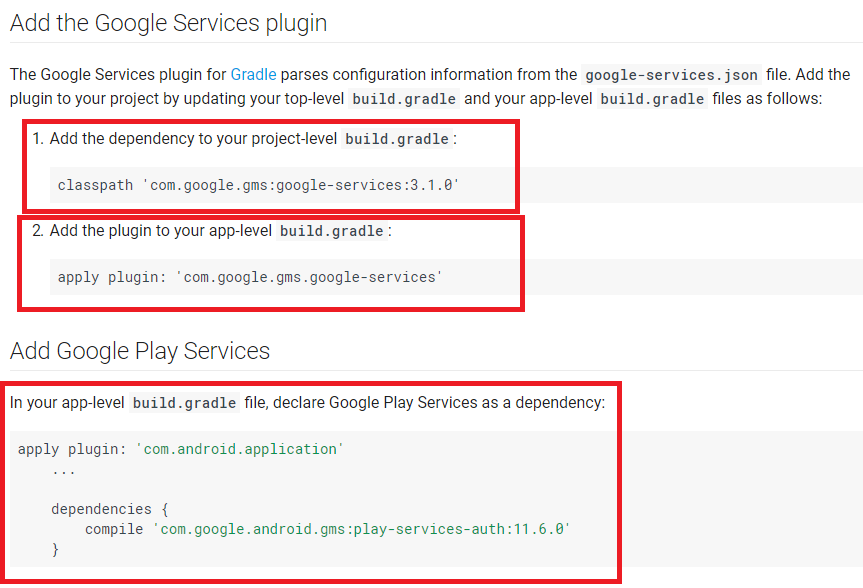 Add the Google Services plugin
The Google Services plugin for Gradle parses configuration information from the google-services.json file. Add the
plugin to your project by updating your top-level build.gradle and your app-level build.gradle files as follows:
1. Add the dependency to your project-level build.gradle:
classpath 'com.google.gms:google-services:3.1.0'
2. Add the plugin to your app-level build.gradle:
apply plugin: 'com.google.gms.google-services'
Add Google Play Services
In your app-level build.gradle file, declare Google Play Services as a dependency:
apply plugin: 'com.android.application'
...
dependencies {
compile 'com.google.android.gms:play-services-auth:11.6.0'
}